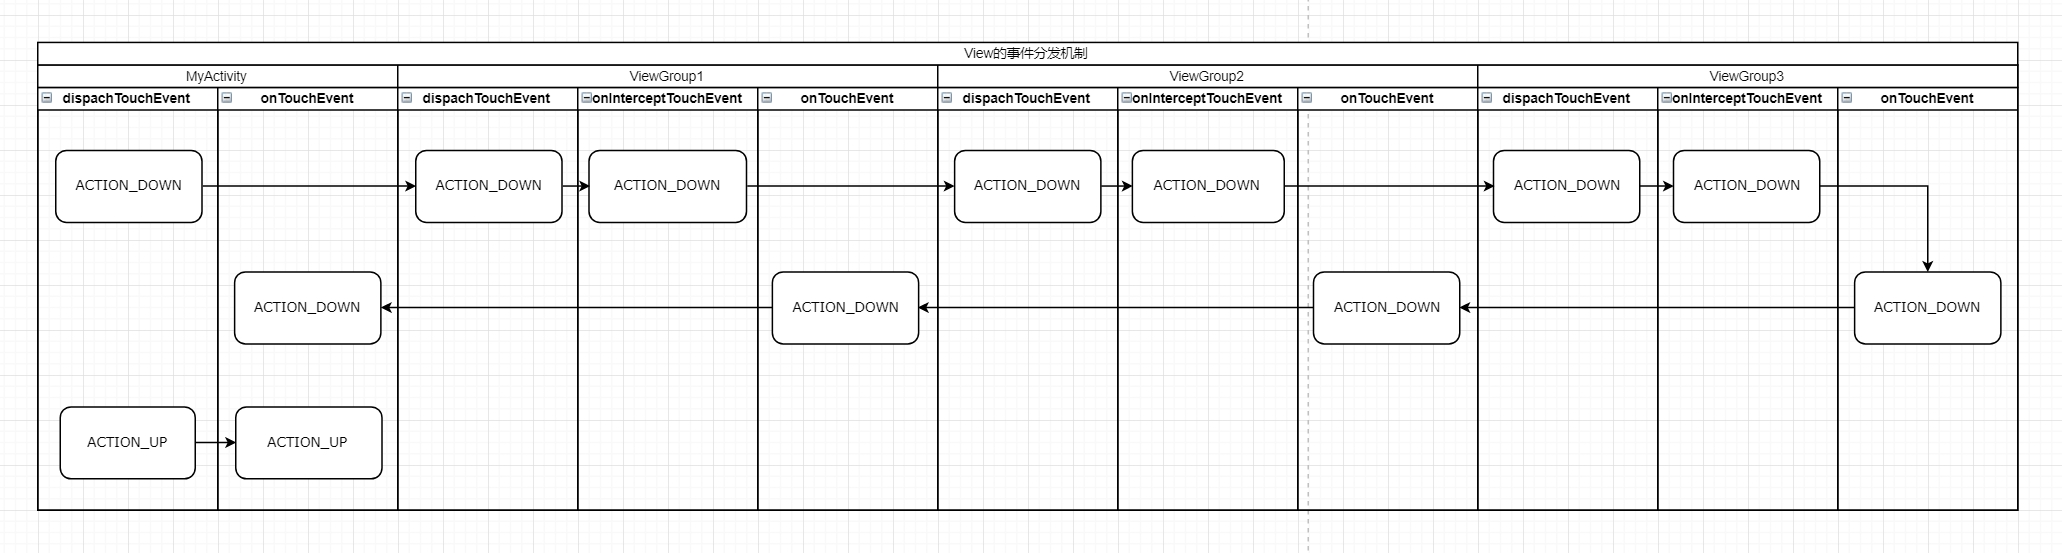 View的事件分发机制
MyActivity
ViewGroup1
ViewGroup2
ViewGroup3
dispachTouchEvent
onTouchEvent
dispachTouchEvent
onInterceptTouchEvent
onTouchEvent
dispachTouchEvent
onInterceptTouchEvent
onTouchEvent
dispachTouchEvent
onInterceptTouchEvent
onTouchEvent
ACTION_DOWN
ACTION_DOWN
ACTION_DOWN
ACTION_DOWN
ACTION_DOWN
ACTION_DOWN
ACTION_DOWN
ACTION_DOWN
ACTION_DOWN
ACTION_DOWN
ACTION_DOWN
ACTION_UP
ACTION_UP